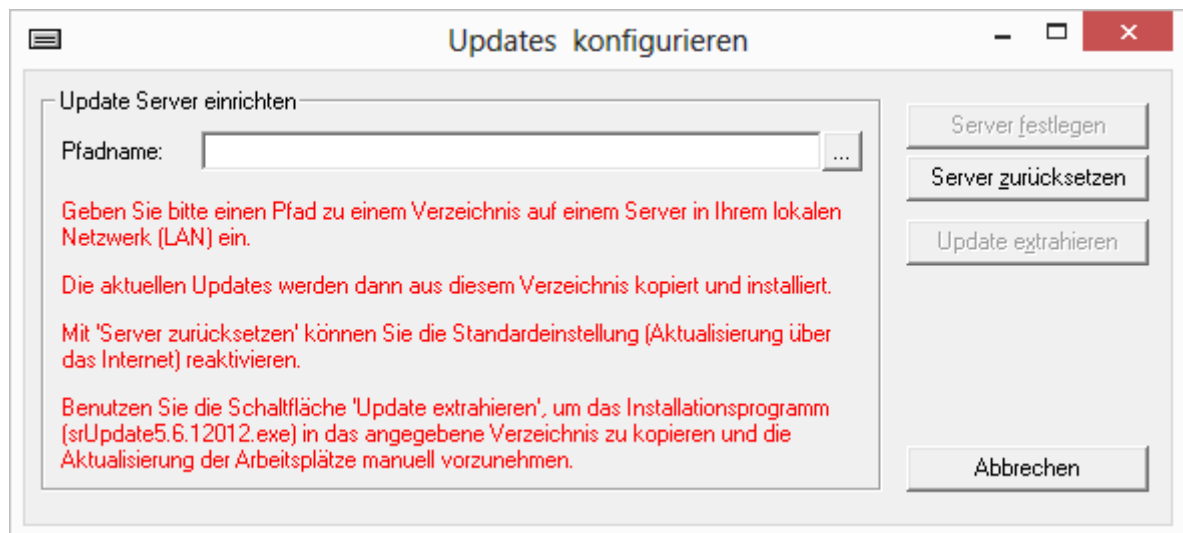 Updates konfigurieren
Update Server einrichten
Pfadname:
...
Geben Sie bitte einen Pfad zu einem Verzeichnis auf einem Server in Ihrem lokalen
Netzwerk (LAN) ein.
Die aktuellen Updates werden dann aus diesem Verzeichnis kopiert und installiert.
Mit 'Server zurücksetzen' können Sie die Standardeinstellung (Aktualisierung über
das Internet) reaktivieren.
Benutzen Sie die Schaltfläche 'Update extrahieren', um das Installationsprogramm
(srUpdate5.6.12012.exe) in das angegebene Verzeichnis zu kopieren und die
Aktualisierung der Arbeitsplätze manuell vorzunehmen.
Server festlegen
Server zurücksetzen
Update extrahieren
Abbrechen